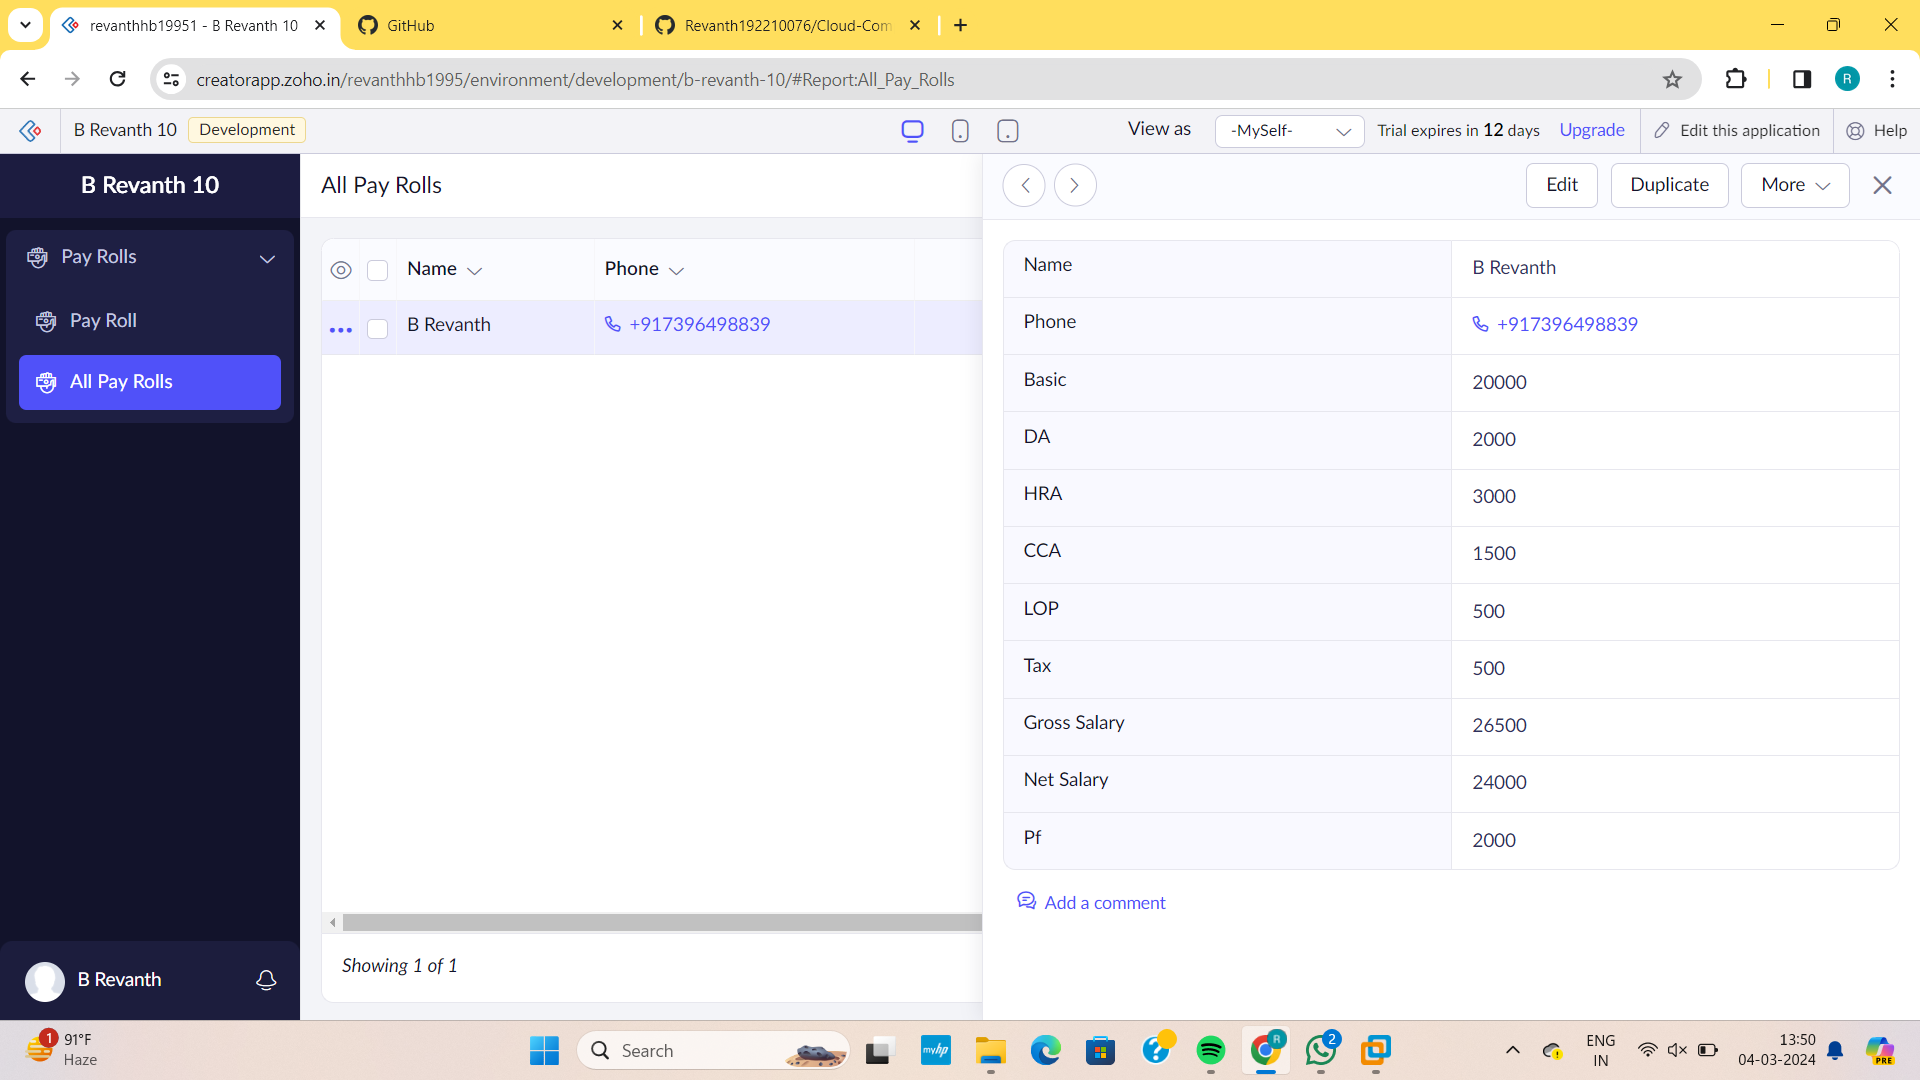 revanthhb19951 - B Revanth 10
GitHub
Revanth192210076/Cloud-Com
creatorapp.zoho.in/revanthhb1995/environment/development/b-revanth-10/#Report:All_Pay_Rolls
R
B Revanth 10
Development
View as
-MySelf-
Trial expires in 12 days
Upgrade
Edit this application
Help
B Revanth 10
All Pay Rolls
Edit
Duplicate
More
Pay Rolls
Pay Roll
All Pay Rolls
Name
Phone
B Revanth
+917396498839
Name
B Revanth
Phone
+917396498839
Basic
20000
DA
2000
HRA
3000
CCA
1500
LOP
500
Tax
500
Gross Salary
26500
Net Salary
24000
Pf
2000
Add a comment
Showing 1 of 1
B Revanth
1
91°F
Haze
Search
myhp
R
2
ENG
IN
13:50
04-03-2024
PRE